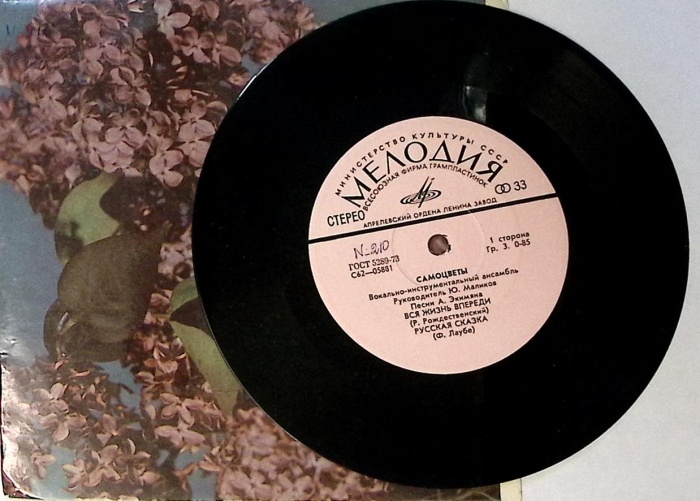 МИНИСТЕРСТВО КУЛЬТУРЫ СССР
МЕЛОДИЯ
ВСЕСОЮЗНАЯ ФИРМА ГРАМПЛАСТИНОК
СТЕРЕО
33
АПРЕЛЕВСКИЙ ОРДЕНА ЛЕНИНА ЗАВОД
N-210
ГОСТ 5289-73
С62-05881
1 сторона
Гр. 3. 0-85
САМОЦВЕТЫ
Вокально-инструментальный ансамбль
Руководитель Ю. Маликов
Песни А. Экимяна
ВСЯ ЖИЗНЬ ВПЕРЕДИ
(Р. Рождественский)
РУССКАЯ СКАЗКА
(Ф. Лаубе)